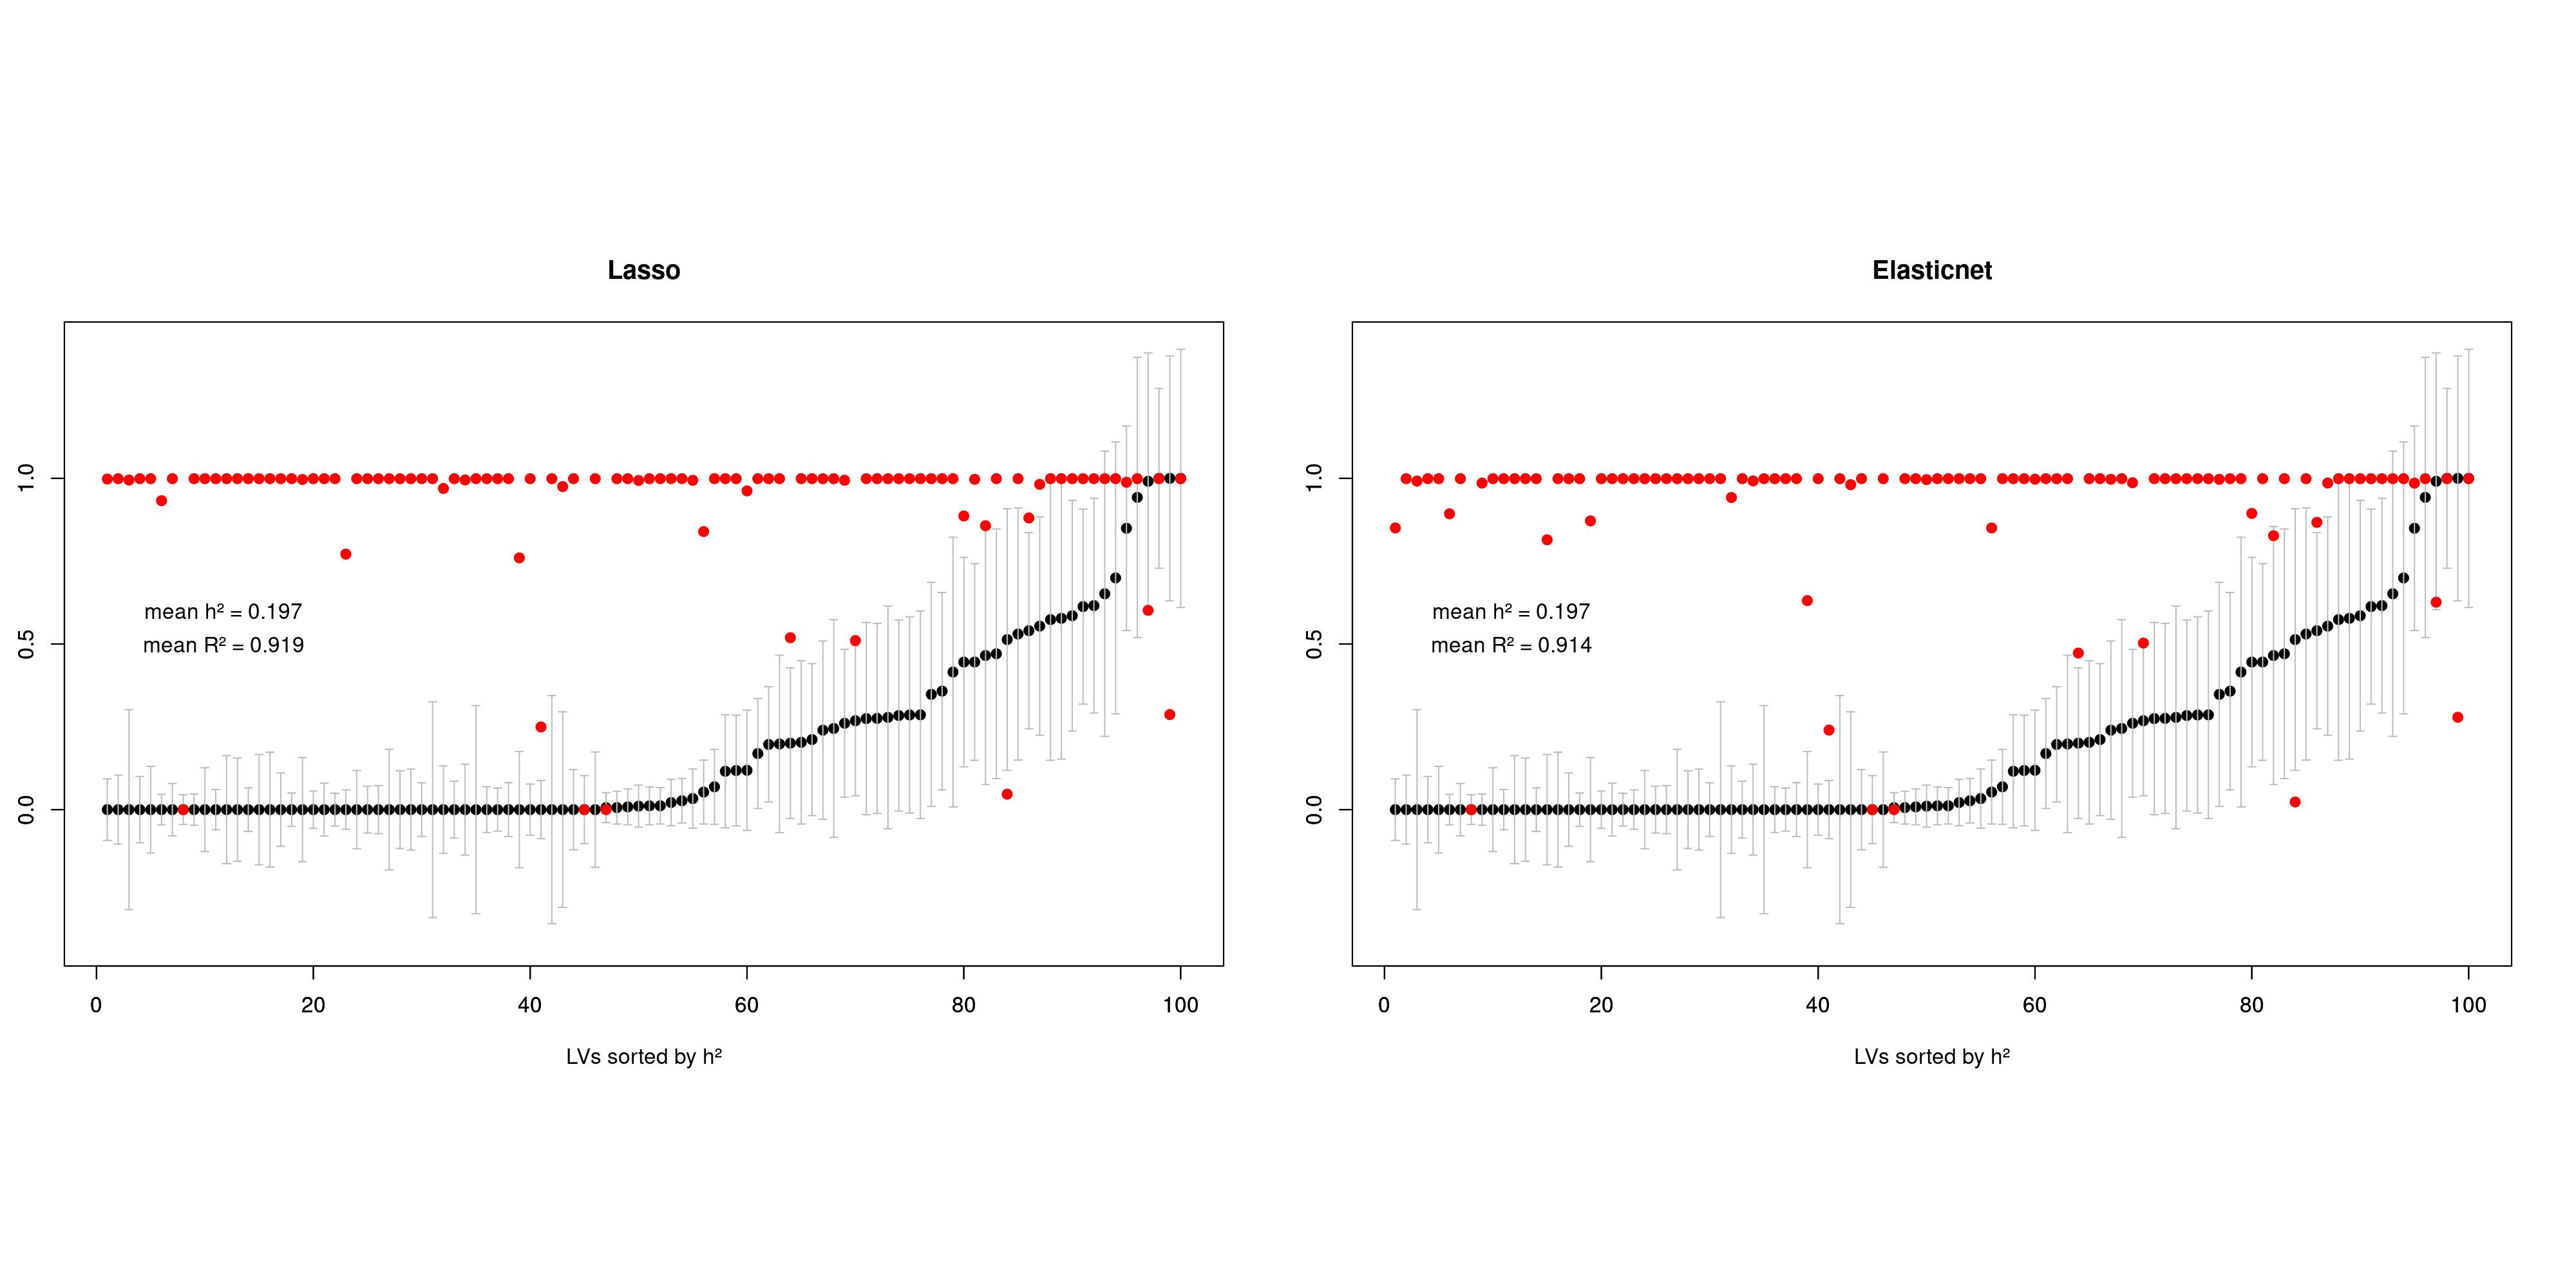 Lasso
1.0
0.5
0.0
mean h² = 0.197
mean R² = 0.919
0 20 40 60 80 100
LVs sorted by h²
Elasticnet
1.0
0.5
0.0
mean h² = 0.197
mean R² = 0.914
0 20 40 60 80 100
LVs sorted by h²